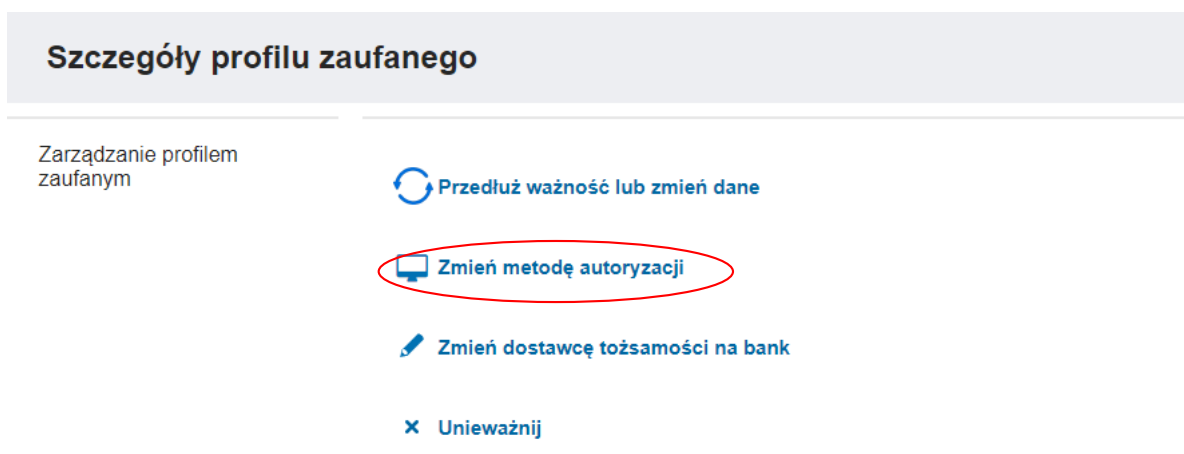 Szczegóły profilu zaufanego
Zarządzanie profilem
zaufanym
Przedłuż ważność lub zmień dane
Zmień metodę autoryzacji
Zmień dostawcę tożsamości na bank
Unieważnij